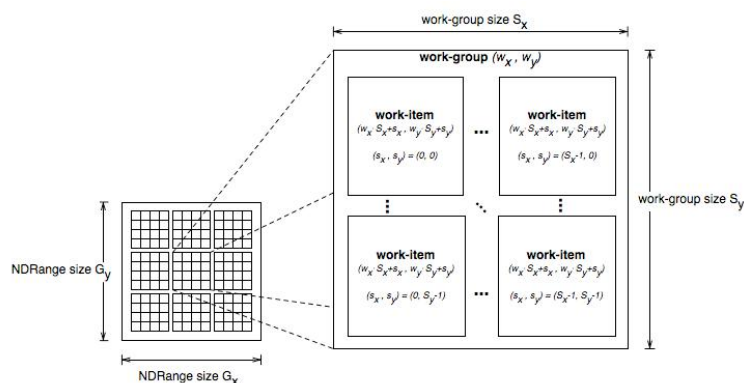 work-group size Sx
work-group (wx , wy)
work-item
(wx· Sx+sx , wy· Sy+sy)
(sx , sy) = (0, 0)
...
work-item
(wx· Sx+sx , wy· Sy+sy)
(sx , sy) = (Sx-1, 0)
work-group size Sy
work-item
(wx· Sx+sx , wy· Sy+sy)
(sx , sy) = (0, Sy-1)
...
work-item
(wx· Sx+sx , wy· Sy+sy)
(sx , sy) = (Sx-1, Sy-1)
NDRange size Gy
NDRange size Gx